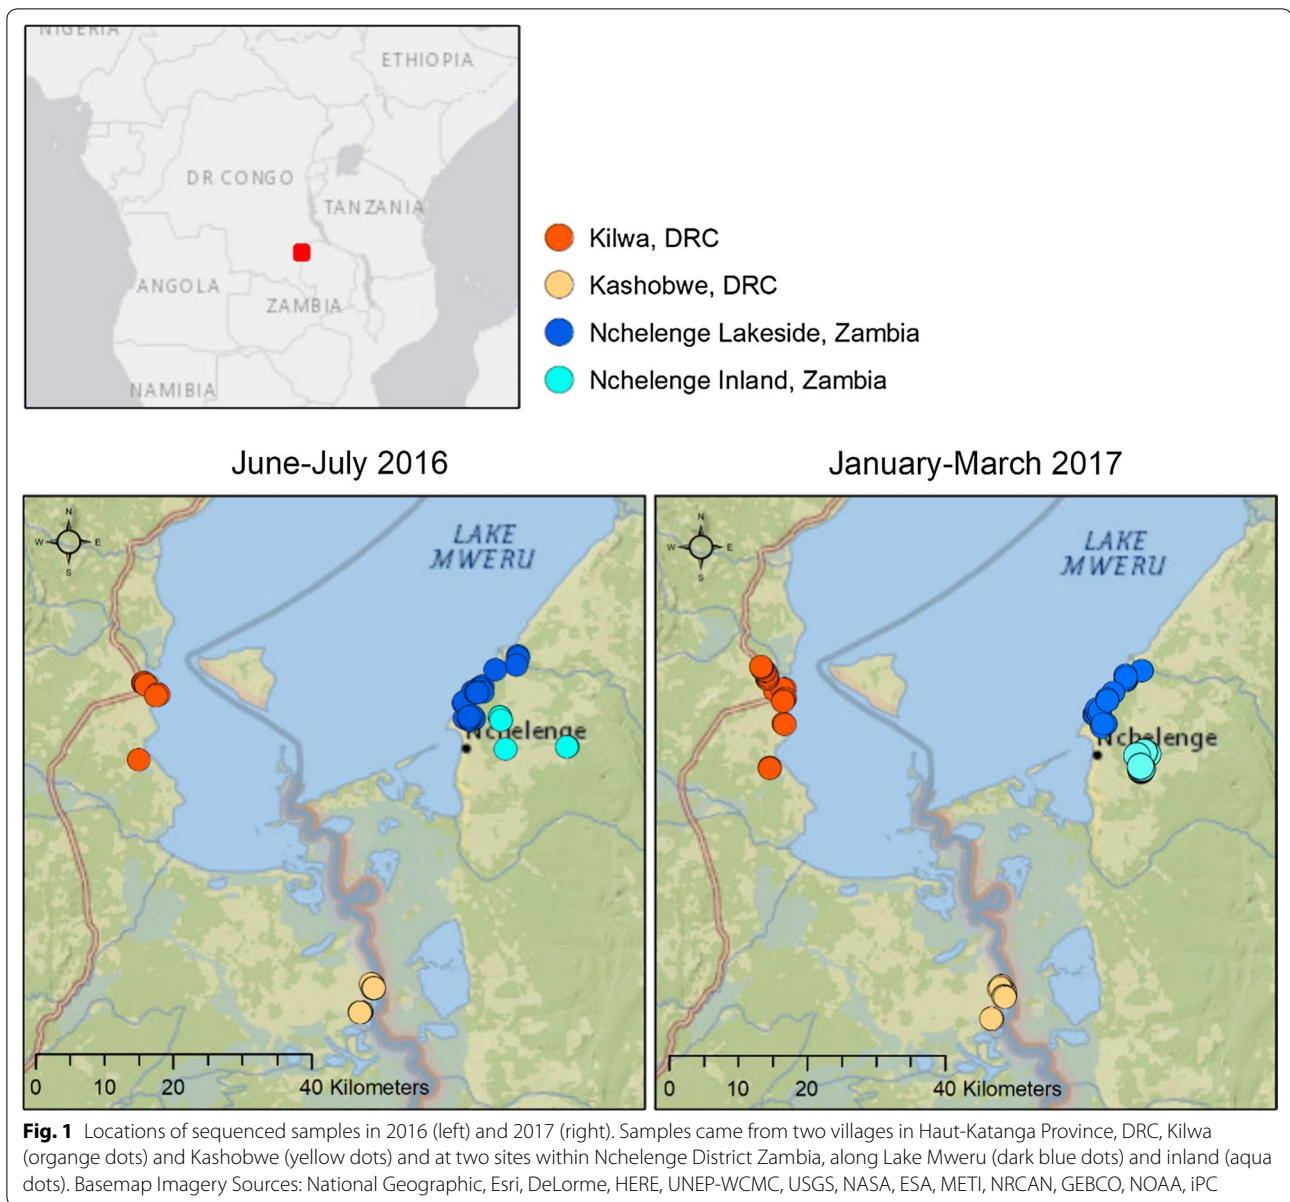 NIGERIA
ETHIOPIA
DR CONGO
TANZANIA
ANGOLA
ZAMBIA
NAMIBIA
Kilwa, DRC
Kashobwe, DRC
Nchelenge Lakeside, Zambia
Nchelenge Inland, Zambia
June-July 2016
January-March 2017
N
W E
S
LAKE
MWERU
Nchelenge
0 10 20 40 Kilometers
N
W E
S
LAKE
MWERU
Nchelenge
0 10 20 40 Kilometers
Fig. 1 Locations of sequenced samples in 2016 (left) and 2017 (right). Samples came from two villages in Haut-Katanga Province, DRC, Kilwa
(organge dots) and Kashobwe (yellow dots) and at two sites within Nchelenge District Zambia, along Lake Mweru (dark blue dots) and inland (aqua
dots). Basemap Imagery Sources: National Geographic, Esri, DeLorme, HERE, UNEP-WCMC, USGS, NASA, ESA, METI, NRCAN, GEBCO, NOAA, iPC